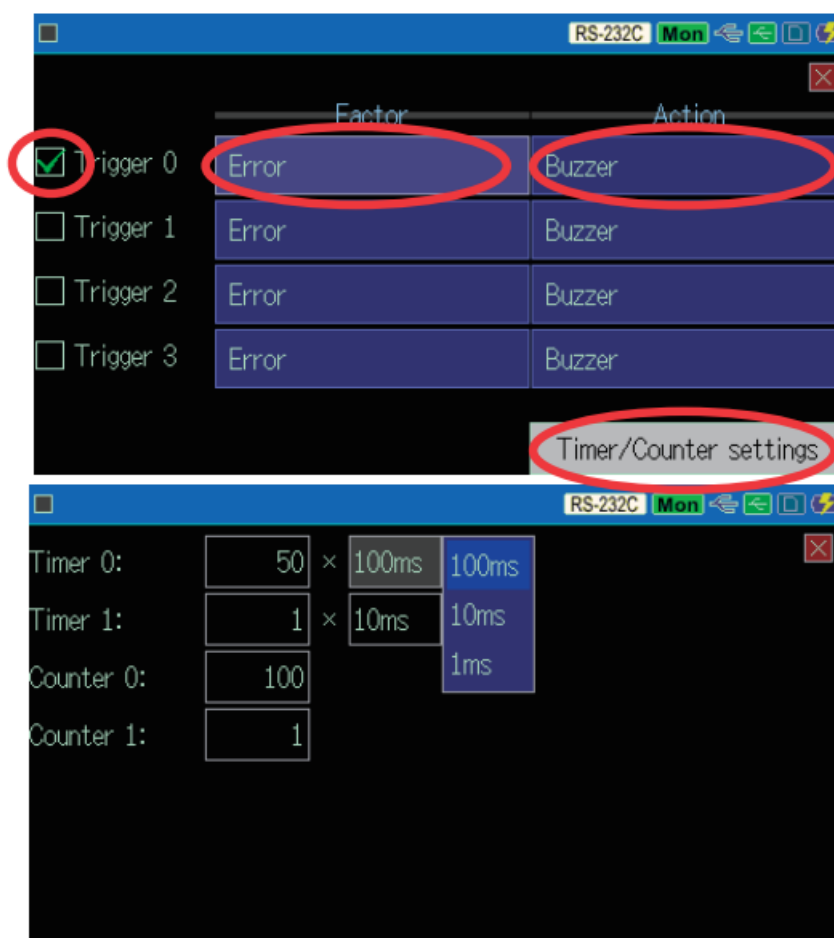 RS-232C Mon
Factor Action
Trigger 0 Error Buzzer
Trigger 1 Error Buzzer
Trigger 2 Error Buzzer
Trigger 3 Error Buzzer
Timer/Counter settings
RS-232C Mon
Timer 0: 50 × 100ms 100ms
Timer 1: 1 × 10ms 10ms
1ms
Counter 0: 100
Counter 1: 1